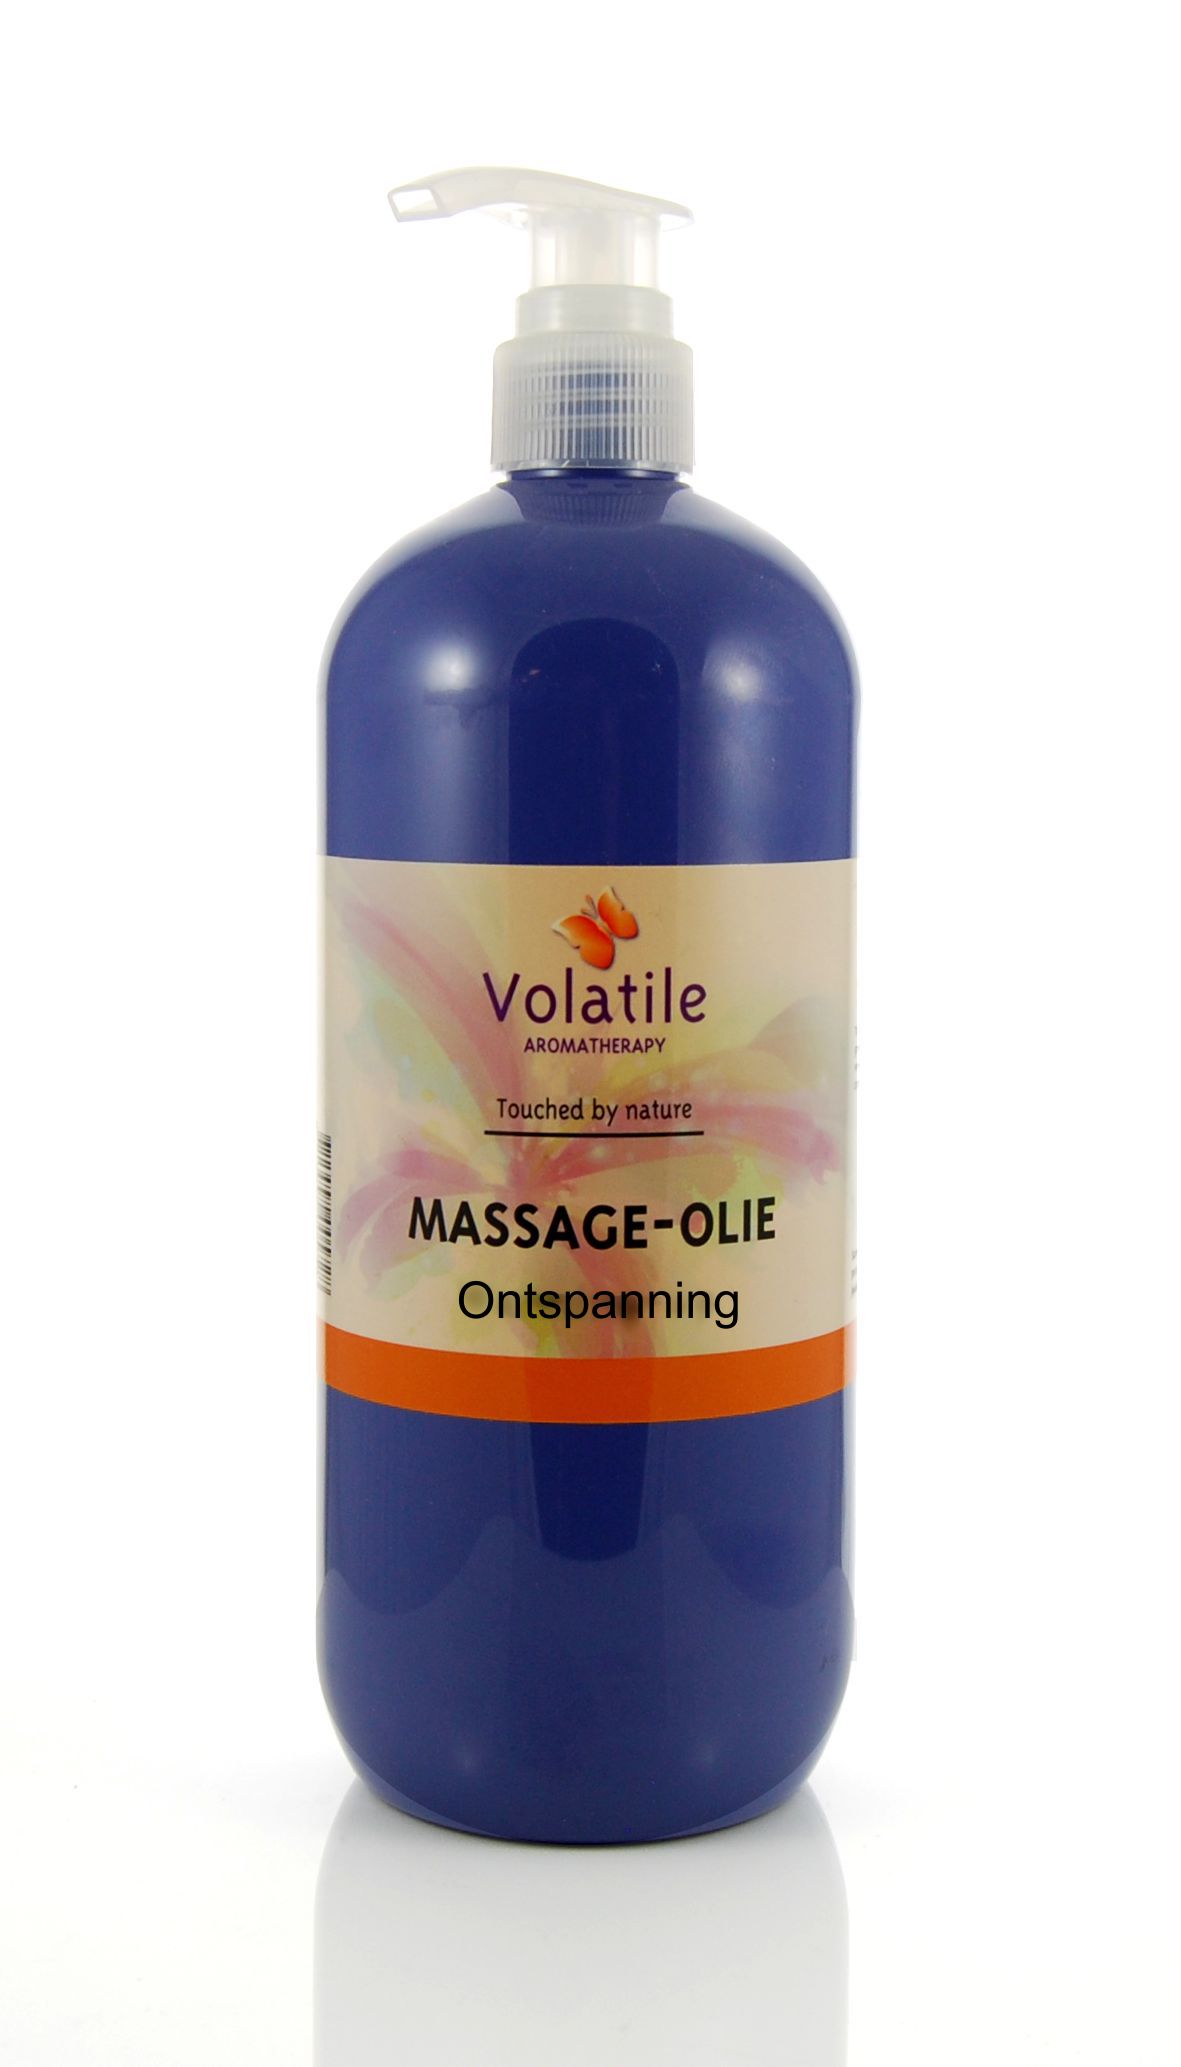 Volatile
AROMATHERAPY
Touched by nature
MASSAGE-OLIE
Ontspanning